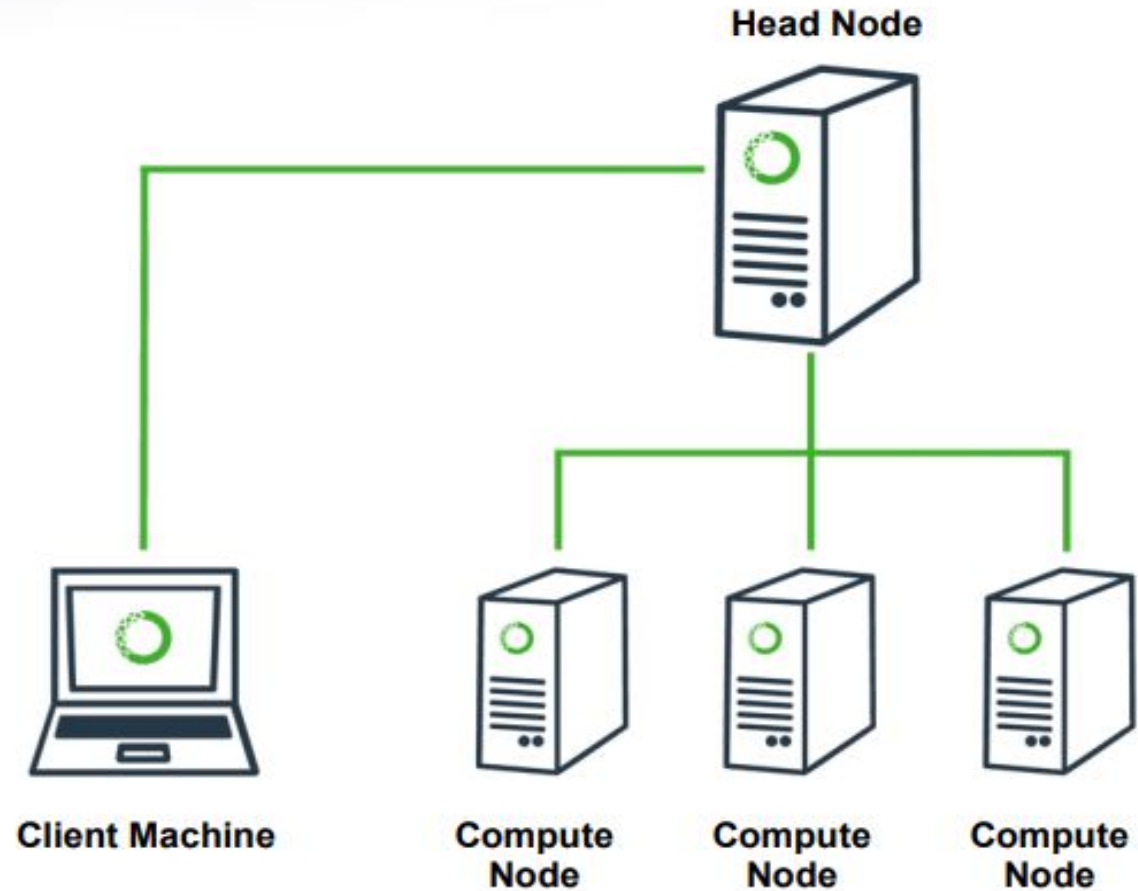 Head Node
Client Machine
Compute
Node
Compute
Node
Compute
Node